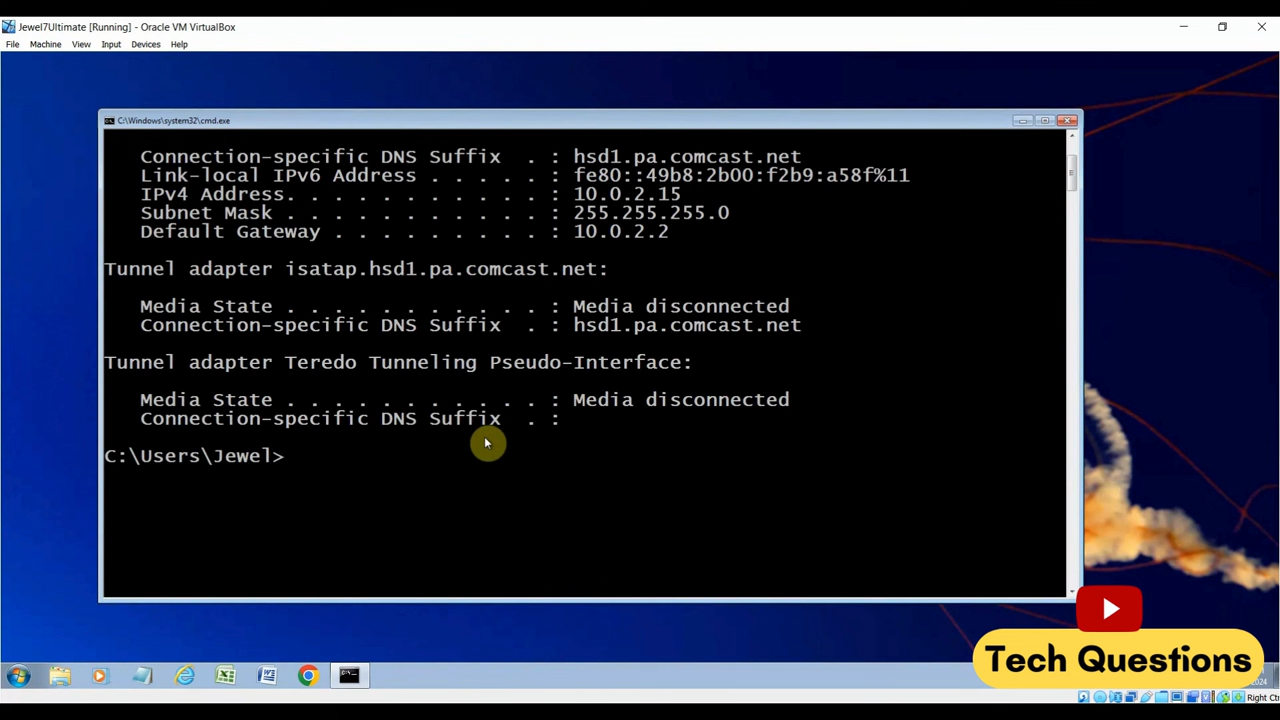 Jewel7Ultimate [Running] - Oracle VM VirtualBox
File Machine View Input Devices Help
C:\Windows\system32\cmd.exe
Connection-specific DNS Suffix . : hsd1.pa.comcast.net
Link-local IPv6 Address . . . . . : fe80::49b8:2b00:f2b9:a58f%11
IPv4 Address. . . . . . . . . . . : 10.0.2.15
Subnet Mask . . . . . . . . . . . : 255.255.255.0
Default Gateway . . . . . . . . . : 10.0.2.2
Tunnel adapter isatap.hsd1.pa.comcast.net:
Media State . . . . . . . . . . . : Media disconnected
Connection-specific DNS Suffix . : hsd1.pa.comcast.net
Tunnel adapter Teredo Tunneling Pseudo-Interface:
Media State . . . . . . . . . . . : Media disconnected
Connection-specific DNS Suffix . :
C:\Users\Jewel>
Tech Questions
Right Ctrl